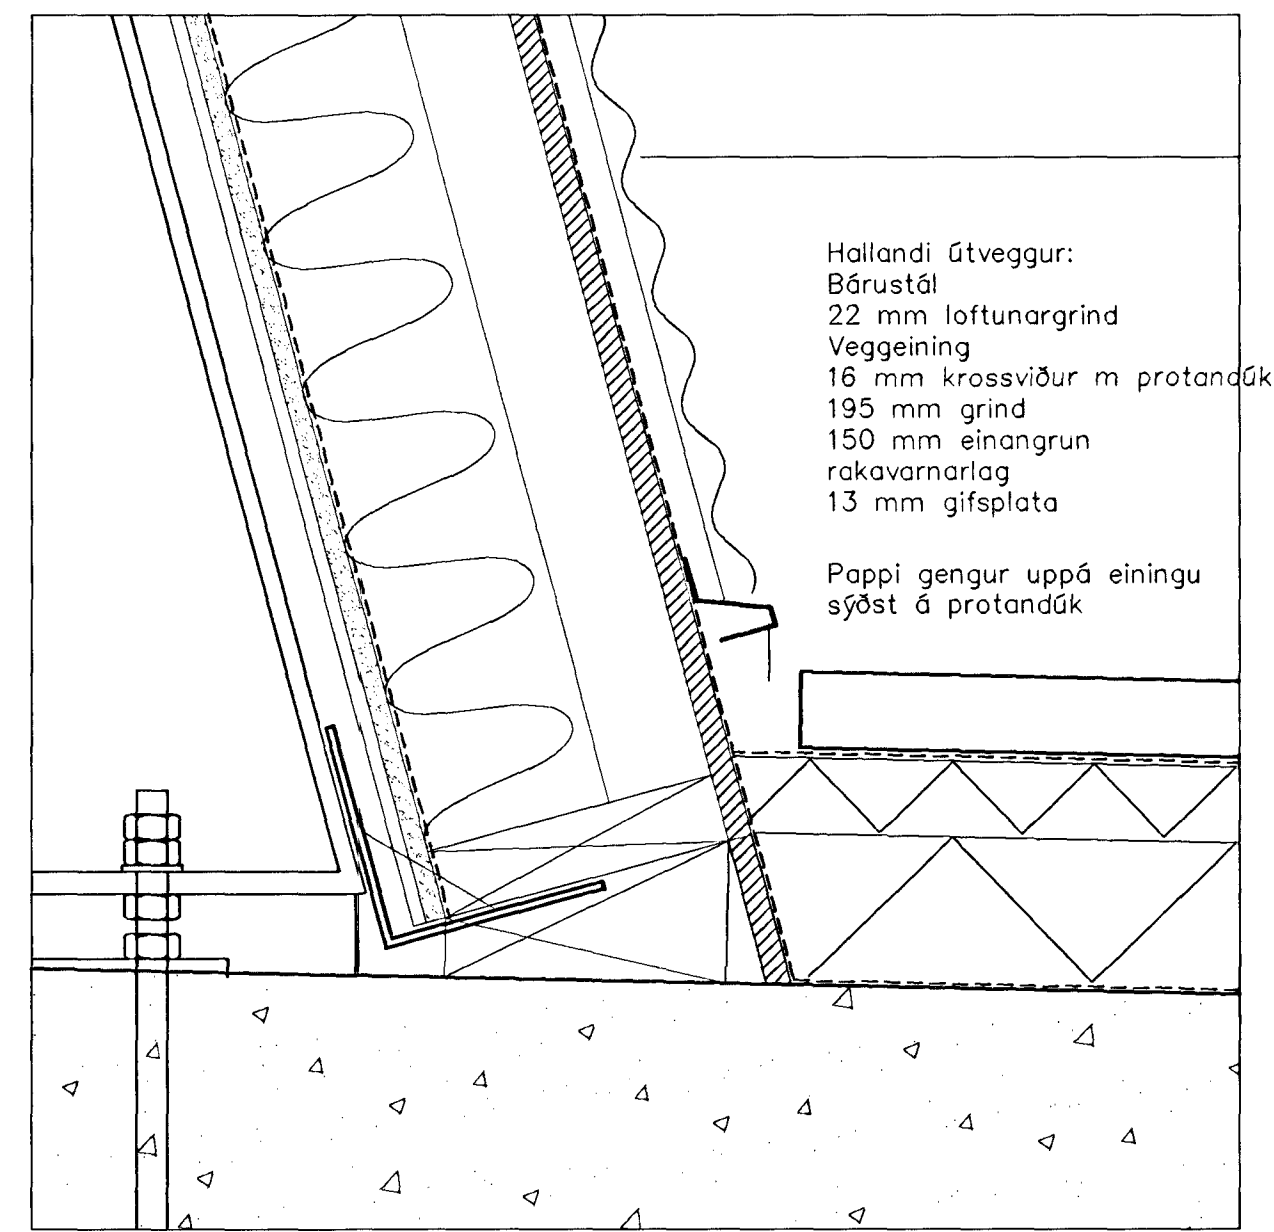 Hallandi útveggur:
Bárustál
22 mm loftunargrind
Veggeining
16 mm krossviður m protandúk
195 mm grind
150 mm einangrun
rakavarnarlag
13 mm gifsplata
Pappi gengur uppá einingu
sýðst á protandúk